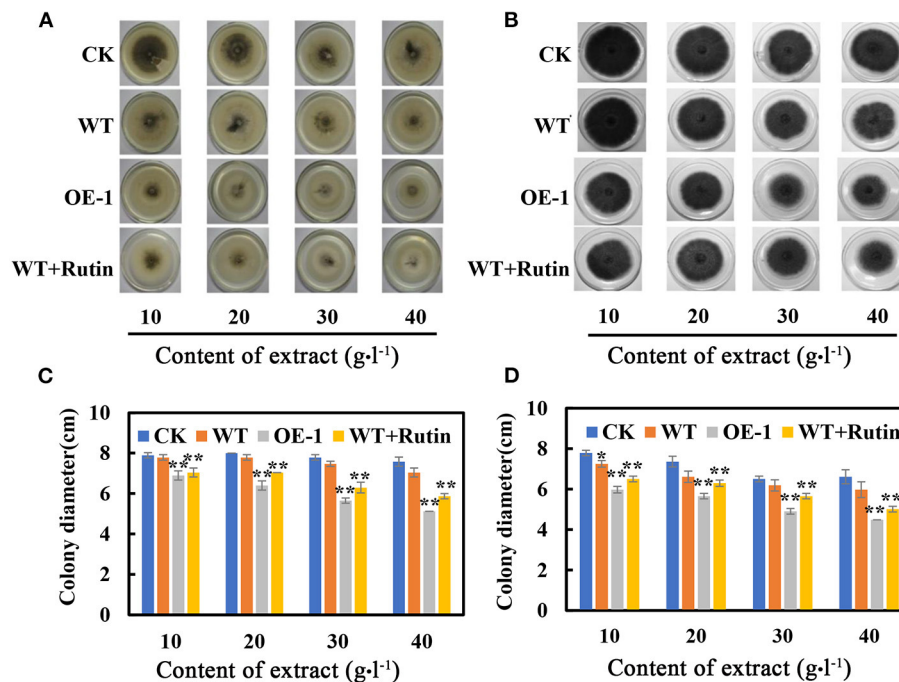 A
CK
WT
OE-1
WT+Rutin
10 20 30 40
Content of extract (g·l⁻¹)
B
CK
WT'
OE-1
WT+Rutin
10 20 30 40
Content of extract (g·l⁻¹)
C
10
8
6
4
2
0
Colony diameter(cm)
CK WT OE-1 WT+Rutin
** **
** **
** **
** **
10 20 30 40
Content of extract (g·l⁻¹)
D
10
8
6
4
2
0
Colony diameter(cm)
CK WT OE-1 WT+Rutin
* ** **
** **
** **
** **
10 20 30 40
Content of extract (g·l⁻¹)